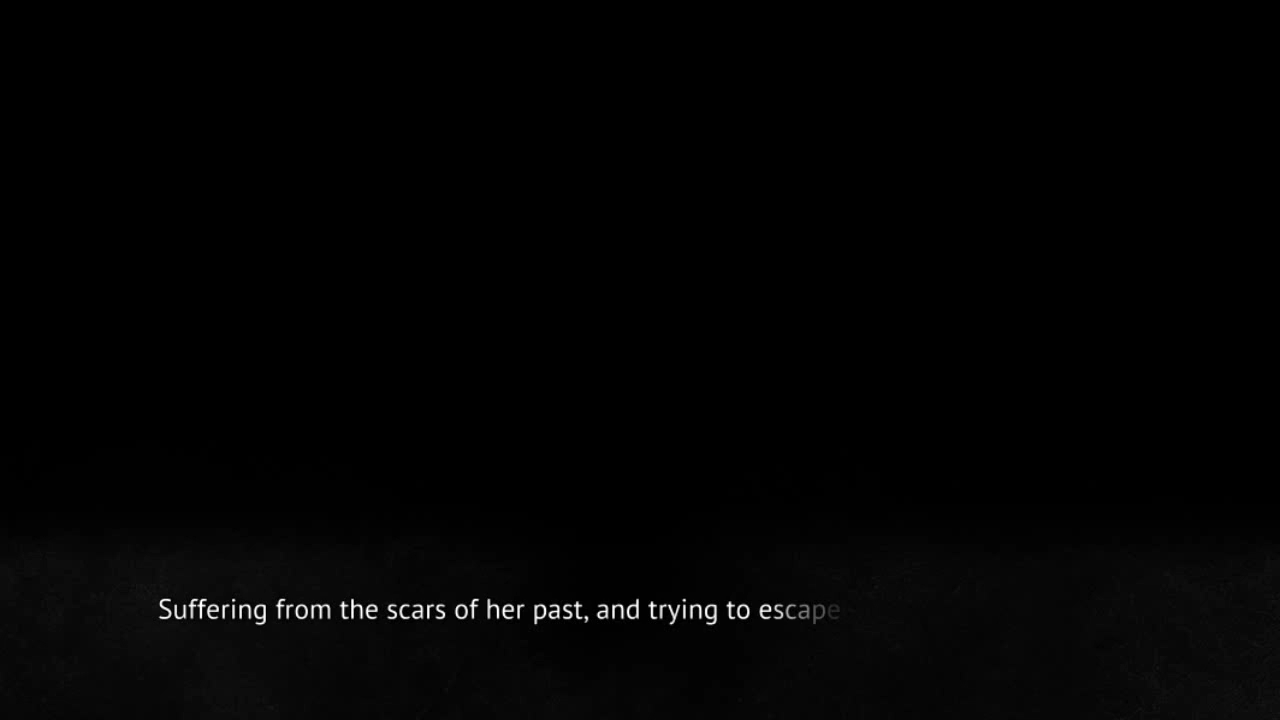 Suffering from the scars of her past, and trying to escape